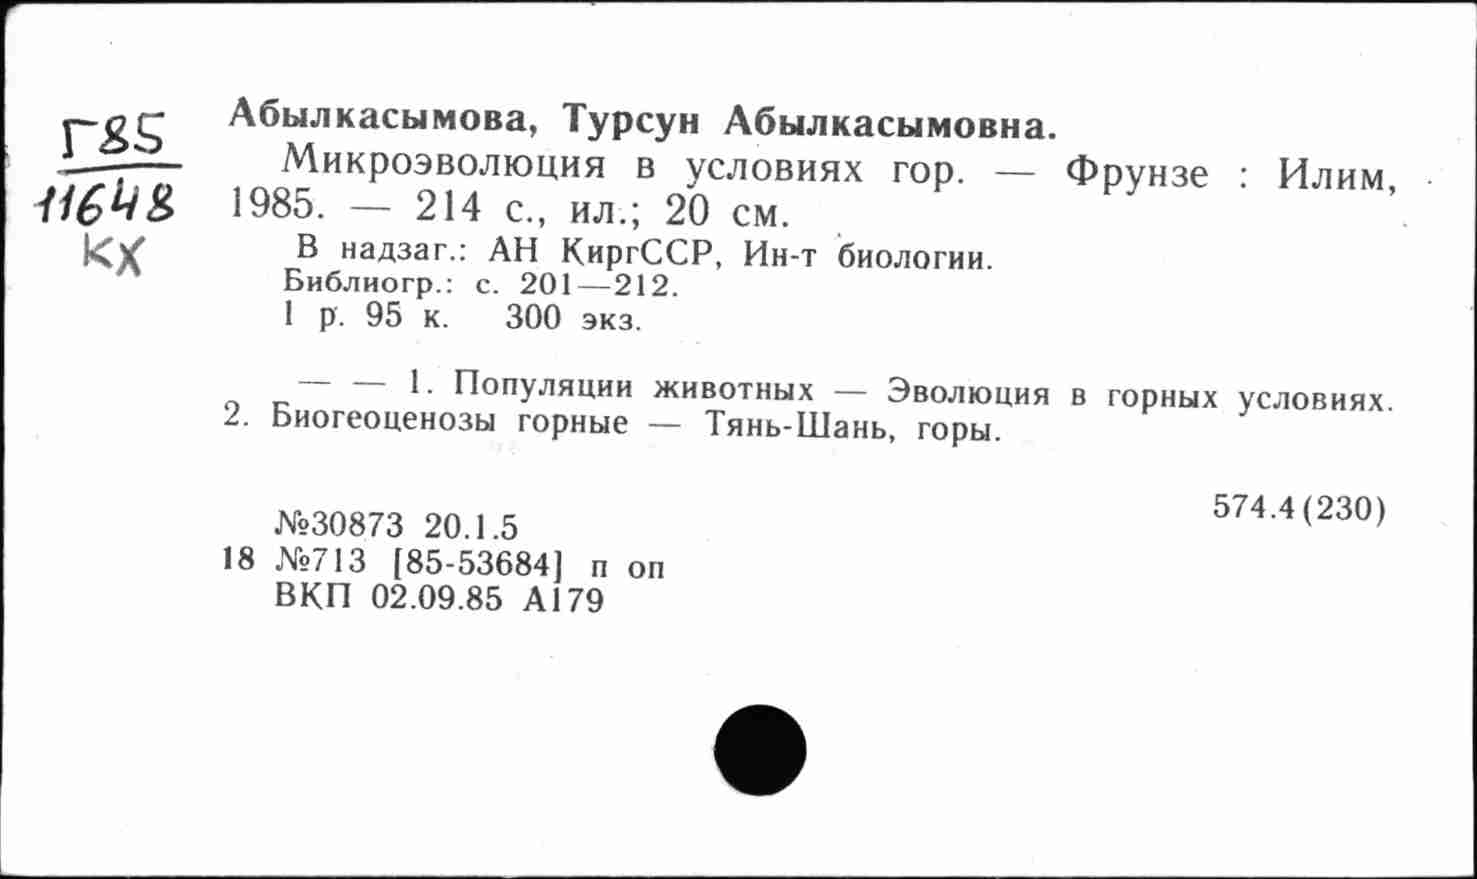 Г85
11648
кх
Абылкасымова, Турсун Абылкасымовна.
Микроэволюция в условиях гор. — Фрунзе : Илим,
1985. — 214 с., ил.; 20 см.
В надзаг.: АН КиргССР, Ин-т биологии.
Библиогр.: с. 201—212.
1 р. 95 к. 300 экз.
— — 1. Популяции животных — Эволюция в горных условиях.
2. Биогеоценозы горные — Тянь-Шань, горы.
574.4(230)
№30873 20.1.5
18 №713 [85-53684] п оп
ВКП 02.09.85 А179